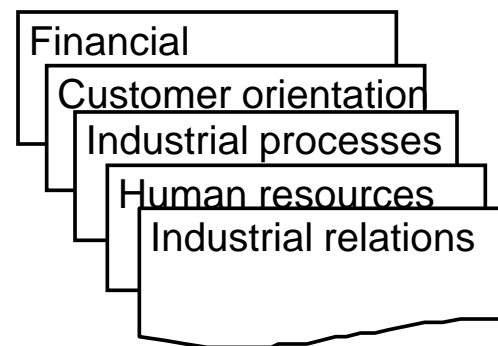 Financial
Customer orientation
Industrial processes
Human resources
Industrial relations